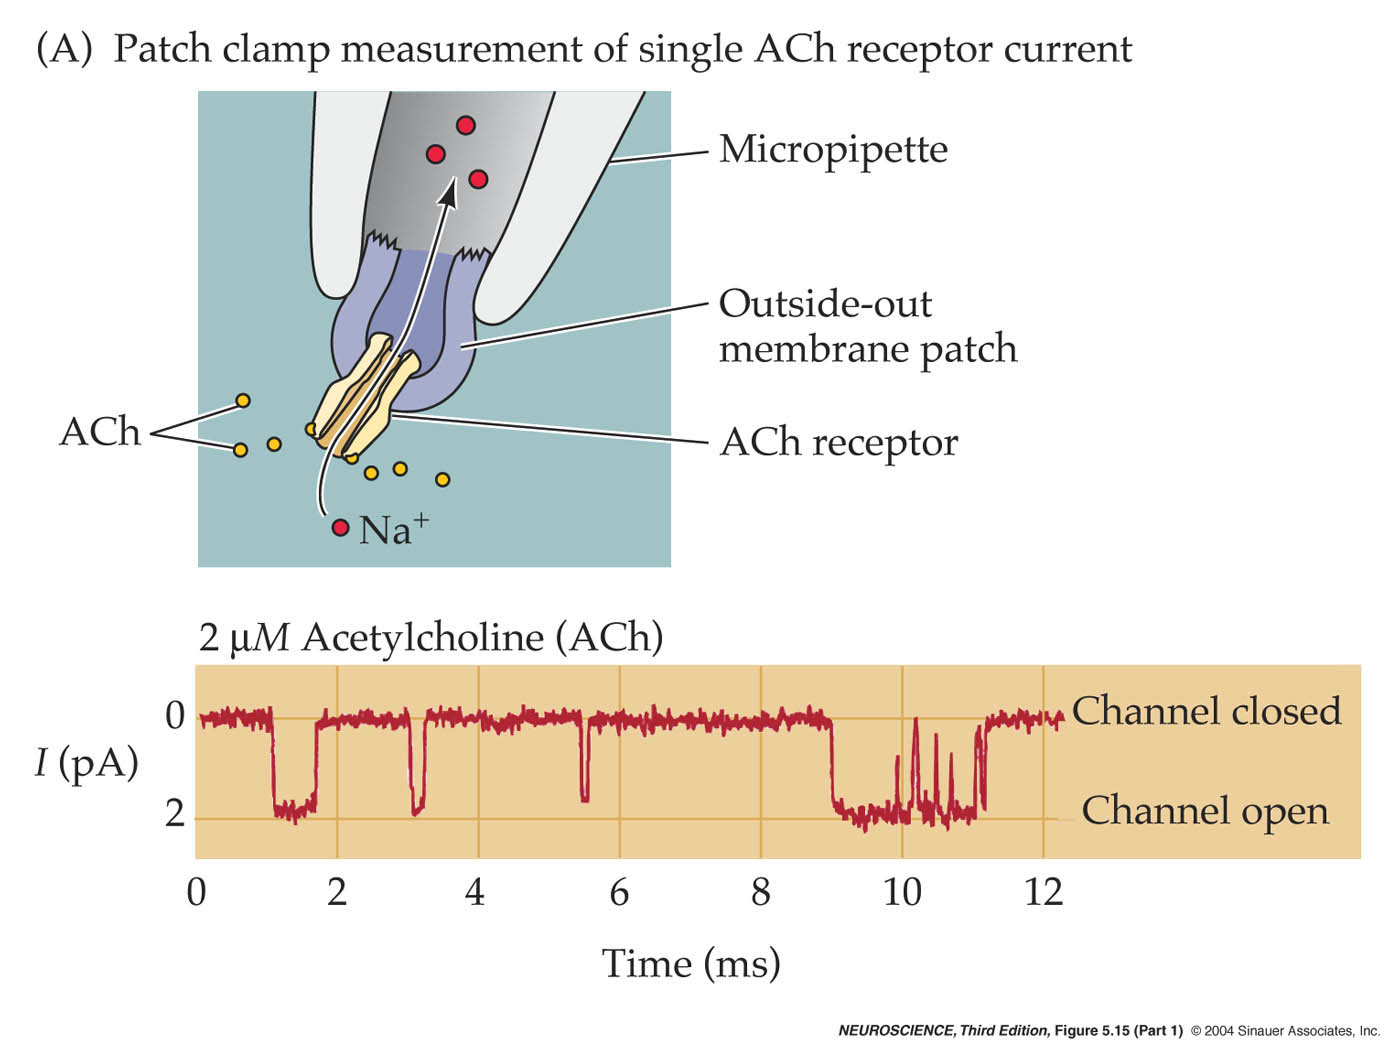 (A) Patch clamp measurement of single ACh receptor current
Micropipette
Outside-out
membrane patch
ACh
ACh receptor
Na+
2 μM Acetylcholine (ACh)
0
Channel closed
I (pA)
2
Channel open
0 2 4 6 8 10 12
Time (ms)
NEUROSCIENCE, Third Edition, Figure 5.15 (Part 1) © 2004 Sinauer Associates, Inc.